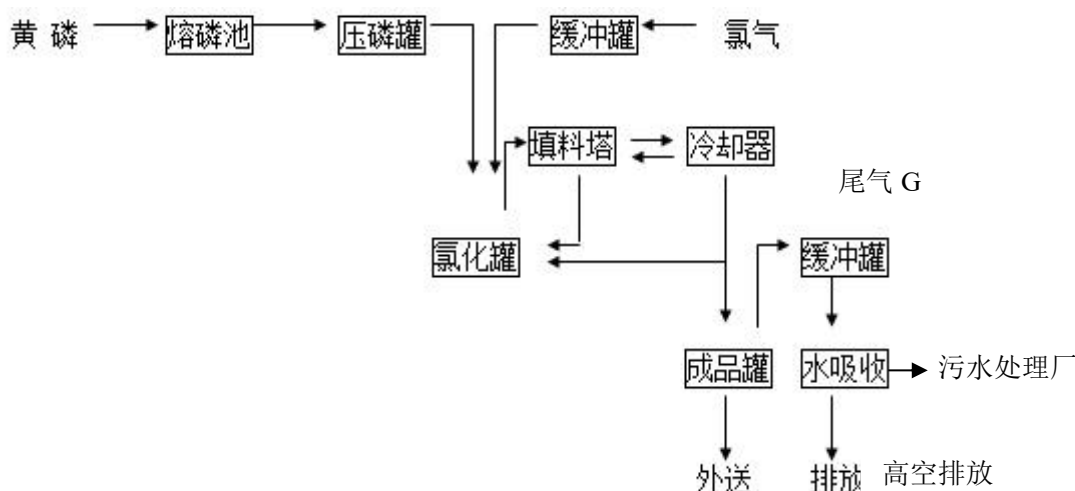 黄 磷 熔磷池 压磷罐 缓冲罐 氯气
填料塔 冷却器
尾气 G
氯化罐 缓冲罐
成品罐 水吸收 污水处理厂
外送 排放 高空排放